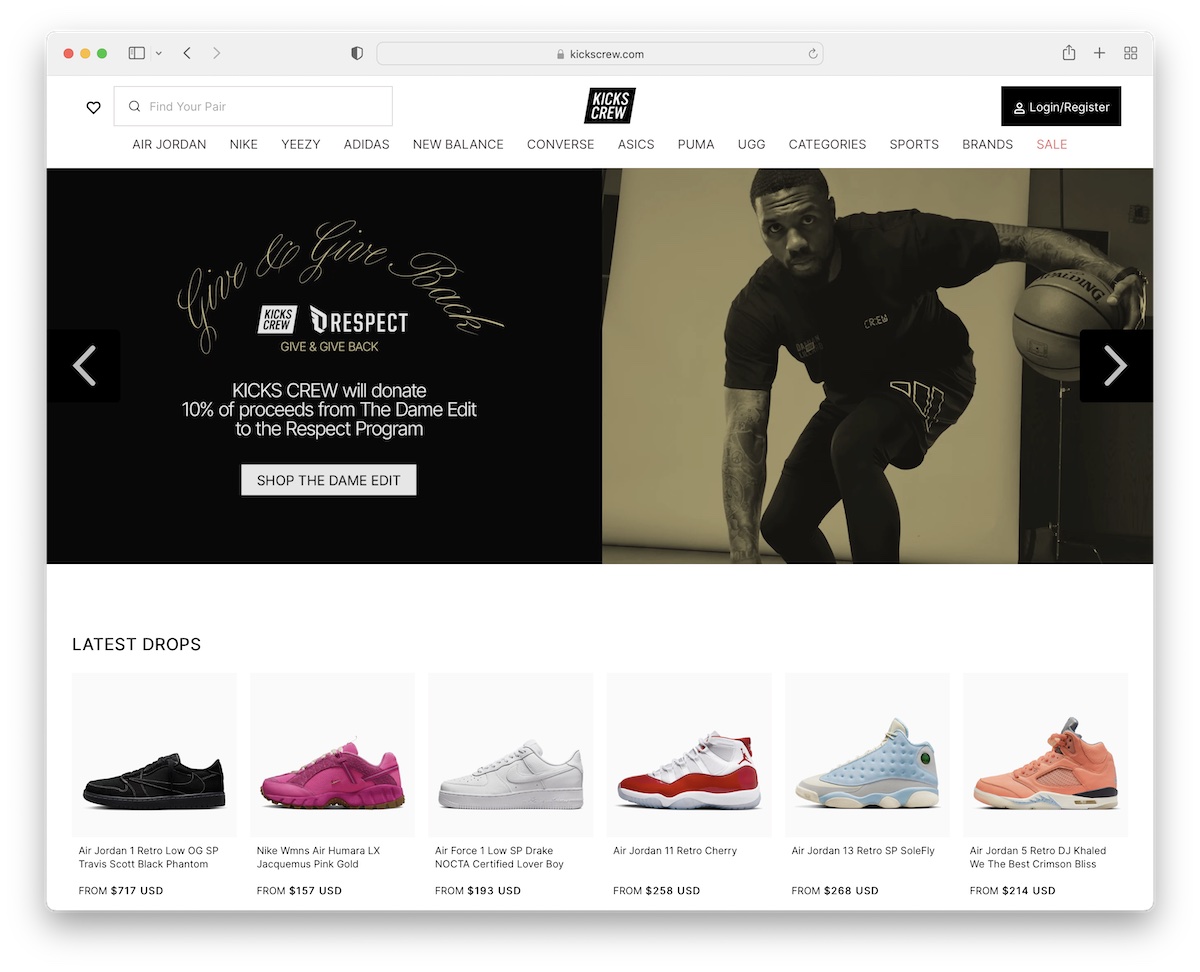 kickscrew.com
Find Your Pair
KICKS
CREW
Login/Register
AIR JORDAN NIKE YEEZY ADIDAS NEW BALANCE CONVERSE ASICS PUMA UGG CATEGORIES SPORTS BRANDS SALE
Give & Give Back
KICKS
CREW
RESPECT
GIVE & GIVE BACK
KICKS CREW will donate
10% of proceeds from The Dame Edit
to the Respect Program
SHOP THE DAME EDIT
SPALDING
CREW
LATEST DROPS
Air Jordan 1 Retro Low OG SP
Travis Scott Black Phantom
FROM $717 USD
Nike Wmns Air Humara LX
Jacquemus Pink Gold
FROM $157 USD
Air Force 1 Low SP Drake
NOCTA Certified Lover Boy
FROM $193 USD
Air Jordan 11 Retro Cherry
FROM $258 USD
Air Jordan 13 Retro SP SoleFly
FROM $268 USD
Air Jordan 5 Retro DJ Khaled
We The Best Crimson Bliss
FROM $214 USD